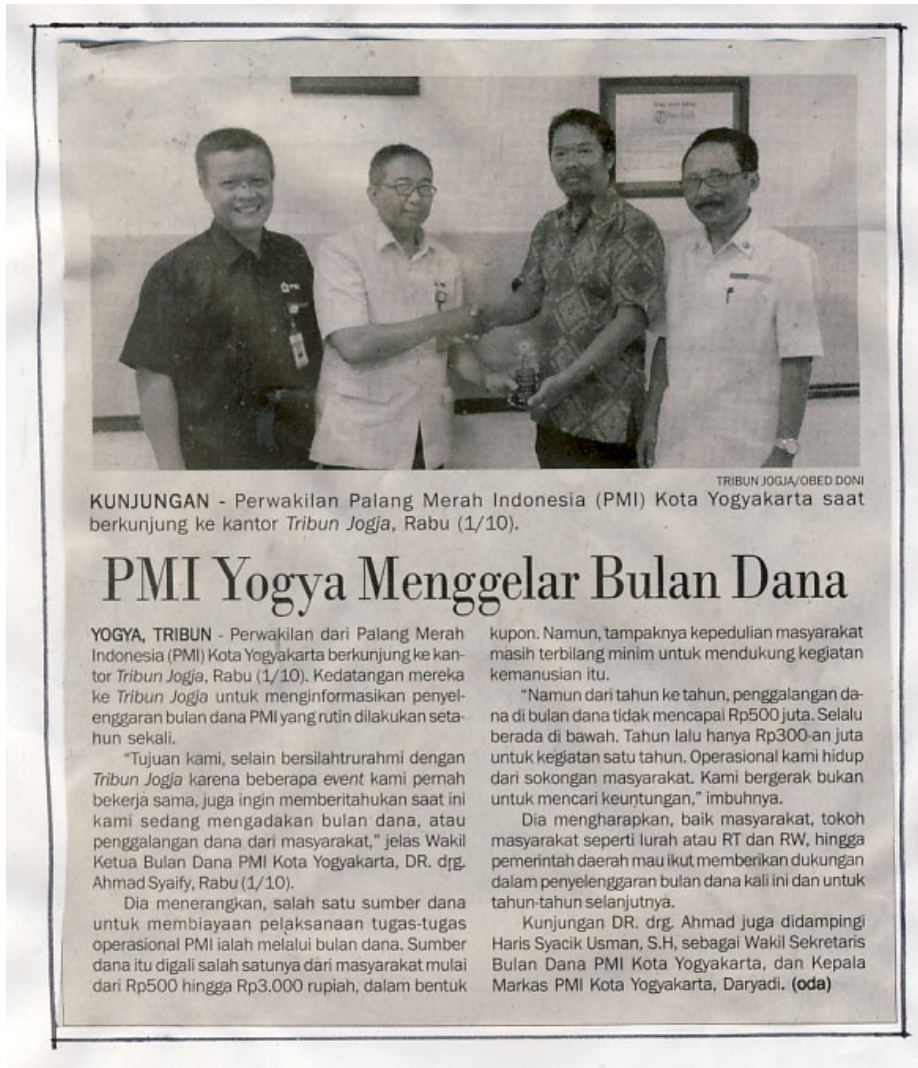 TRIBUN JOGJA/OBED DONI
KUNJUNGAN - Perwakilan Palang Merah Indonesia (PMI) Kota Yogyakarta saat
berkunjung ke kantor Tribun Jogja, Rabu (1/10).
PMI Yogya Menggelar Bulan Dana
YOGYA, TRIBUN - Perwakilan dari Palang Merah
Indonesia (PMI) Kota Yogyakarta berkunjung ke kan-
tor Tribun Jogja, Rabu (1/10). Kedatangan mereka
ke Tribun Jogja untuk menginformasikan penyel-
enggaran bulan dana PMI yang rutin dilakukan seta-
hun sekali.
"Tujuan kami, selain bersilahtrurahmi dengan
Tribun Jogja karena beberapa event kami pernah
bekerja sama, juga ingin memberitahukan saat ini
kami sedang mengadakan bulan dana, atau
penggalangan dana dari masyarakat," jelas Wakil
Ketua Bulan Dana PMI Kota Yogyakarta, DR. drg.
Ahmad Syaify, Rabu (1/10).
Dia menerangkan, salah satu sumber dana
untuk membiayaan pelaksanaan tugas-tugas
operasional PMI ialah melalui bulan dana. Sumber
dana itu digali salah satunya dari masyarakat mulai
dari Rp500 hingga Rp3.000 rupiah, dalam bentuk
kupon. Namun, tampaknya kepedulian masyarakat
masih terbilang minim untuk mendukung kegiatan
kemanusian itu.
"Namun dari tahun ke tahun, penggalangan da-
na di bulan dana tidak mencapai Rp500 juta. Selalu
berada di bawah. Tahun lalu hanya Rp300-an juta
untuk kegiatan satu tahun. Operasional kami hidup
dari sokongan masyarakat. Kami bergerak bukan
untuk mencari keuntungan," imbuhnya.
Dia mengharapkan, baik masyarakat, tokoh
masyarakat seperti lurah atau RT dan RW, hingga
pemerintah daerah mau ikut memberikan dukungan
dalam penyelenggaran bulan dana kali ini dan untuk
tahun-tahun selanjutnya.
Kunjungan DR. drg. Ahmad juga didampingi
Haris Syacik Usman, S.H, sebagai Wakil Sekretaris
Bulan Dana PMI Kota Yogyakarta, dan Kepala
Markas PMI Kota Yogyakarta, Daryadi. (oda)